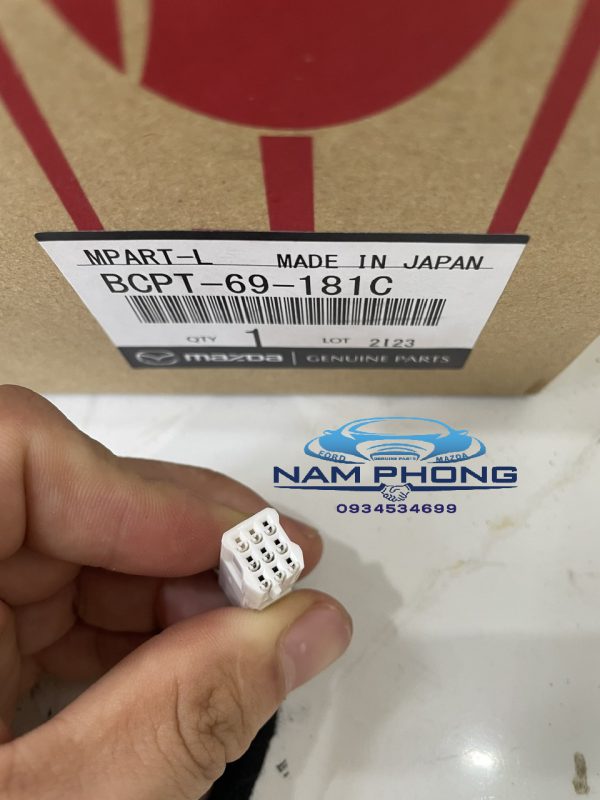 MPART-L MADE IN JAPAN
BCPT-69-181C
QTY 1 LOT 2I23
mazda GENUINE PARTS
FORD GENUINE PARTS MAZDA
NAM PHONG
0934534699